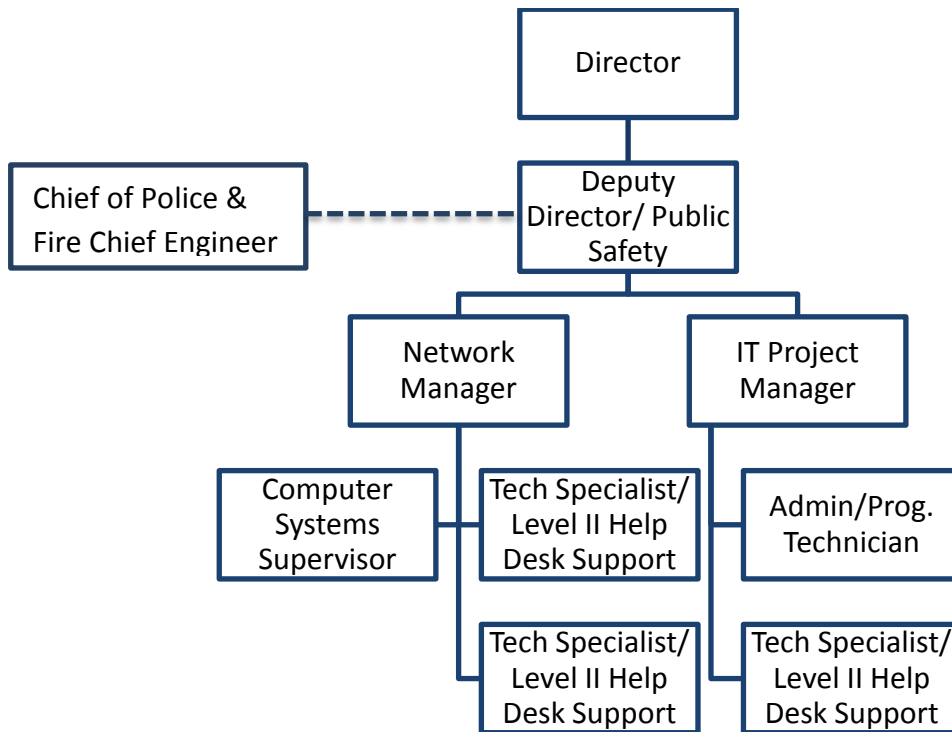 Director
Chief of Police &
Fire Chief Engineer
Deputy
Director/ Public
Safety
Network
Manager
IT Project
Manager
Computer
Systems
Supervisor
Tech Specialist/
Level II Help
Desk Support
Admin/Prog.
Technician
Tech Specialist/
Level II Help
Desk Support
Tech Specialist/
Level II Help
Desk Support